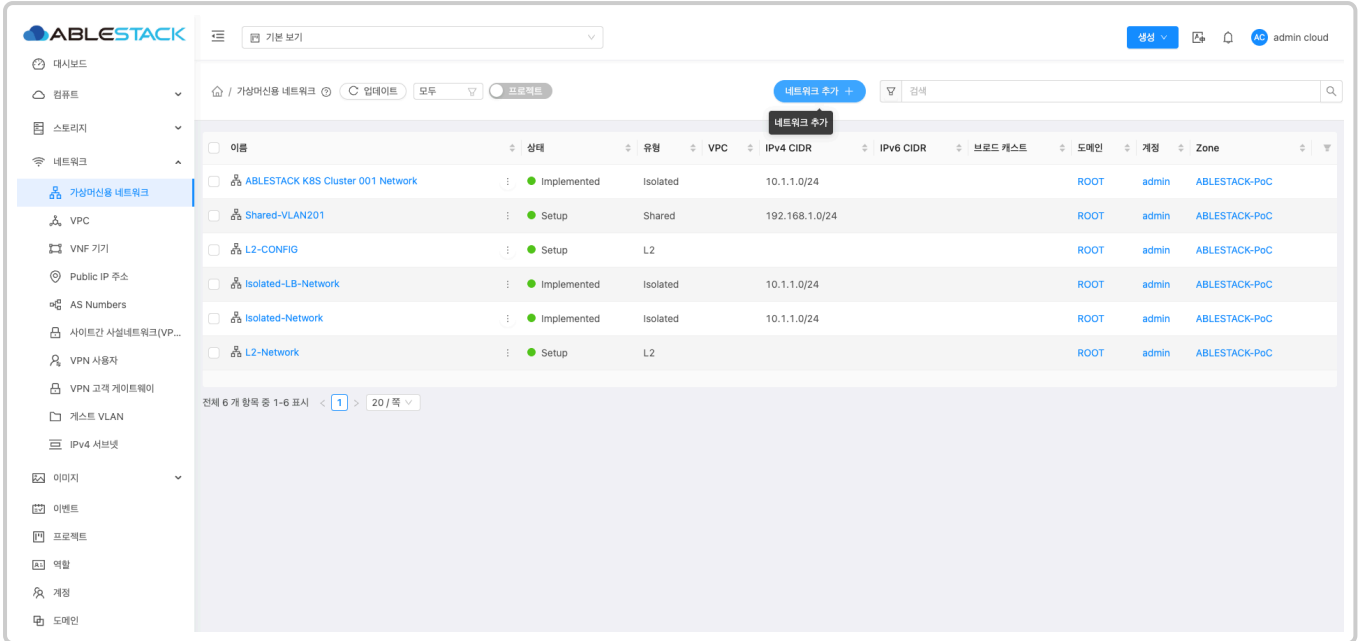 ABLESTACK
기본 보기
생성
AC admin cloud
대시보드
컴퓨트
스토리지
네트워크
가상머신용 네트워크
VPC
VNF 기기
Public IP 주소
AS Numbers
사이트간 사설네트워크(VP...
VPN 사용자
VPN 고객 게이트웨이
게스트 VLAN
IPv4 서브넷
이미지
이벤트
프로젝트
역할
계정
도메인
/ 가상머신용 네트워크 업데이트 모두 프로젝트 네트워크 추가 + 검색
네트워크 추가
이름 상태 유형 VPC IPv4 CIDR IPv6 CIDR 브로드 캐스트 도메인 계정 Zone
ABLESTACK K8S Cluster 001 Network Implemented Isolated 10.1.1.0/24 ROOT admin ABLESTACK-PoC
Shared-VLAN201 Setup Shared 192.168.1.0/24 ROOT admin ABLESTACK-PoC
L2-CONFIG Setup L2 ROOT admin ABLESTACK-PoC
Isolated-LB-Network Implemented Isolated 10.1.1.0/24 ROOT admin ABLESTACK-PoC
Isolated-Network Implemented Isolated 10.1.1.0/24 ROOT admin ABLESTACK-PoC
L2-Network Setup L2 ROOT admin ABLESTACK-PoC
전체 6 개 항목 중 1-6 표시 < 1 > 20 / 쪽